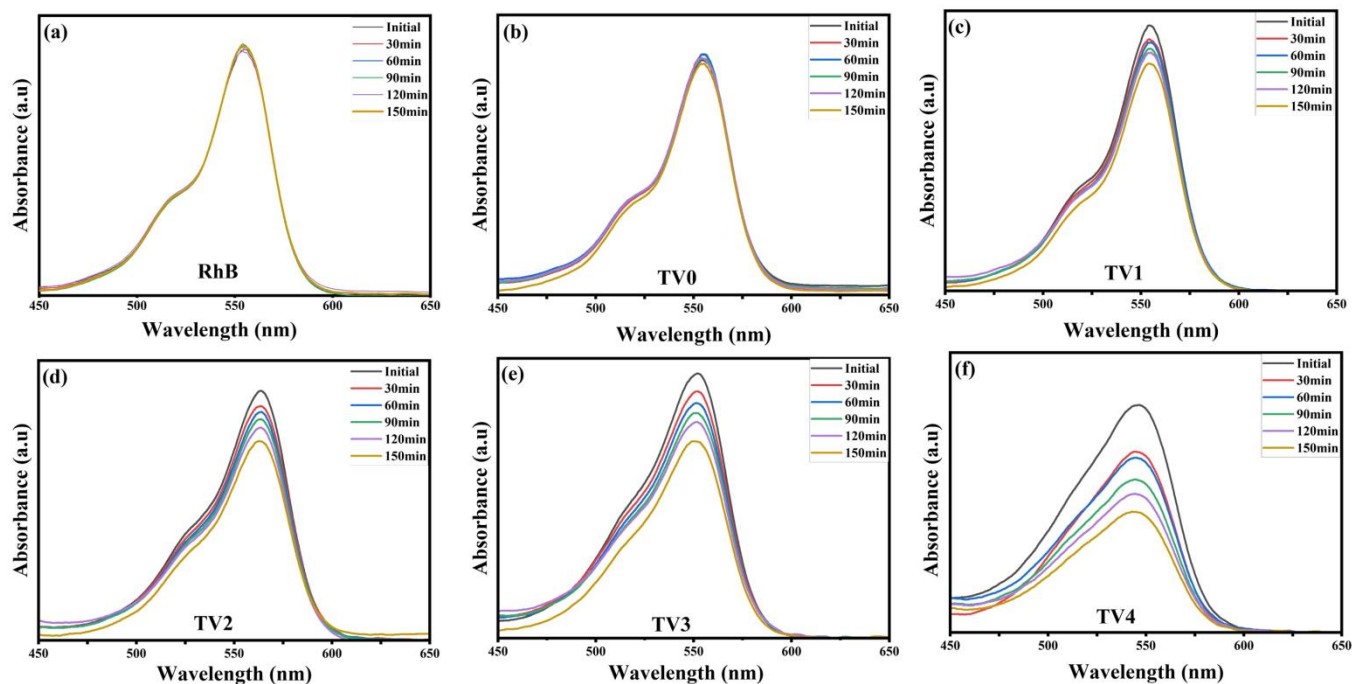 (a)
Initial
30min
60min
90min
120min
150min
Absorbance (a.u)
RhB
450 500 550 600 650
Wavelength (nm)
(b)
Initial
30min
60min
90min
120min
150min
Absorbance (a.u)
TV0
450 500 550 600 650
Wavelength (nm)
(c)
Initial
30min
60min
90min
120min
150min
Absorbance (a.u)
TV1
450 500 550 600 650
Wavelength (nm)
(d)
Initial
30min
60min
90min
120min
150min
Absorbance (a.u)
TV2
450 500 550 600 650
Wavelength (nm)
(e)
Initial
30min
60min
90min
120min
150min
Absorbance (a.u)
TV3
450 500 550 600 650
Wavelength (nm)
(f)
Initial
30min
60min
90min
120min
150min
Absorbance (a.u)
TV4
450 500 550 600 650
Wavelength (nm)